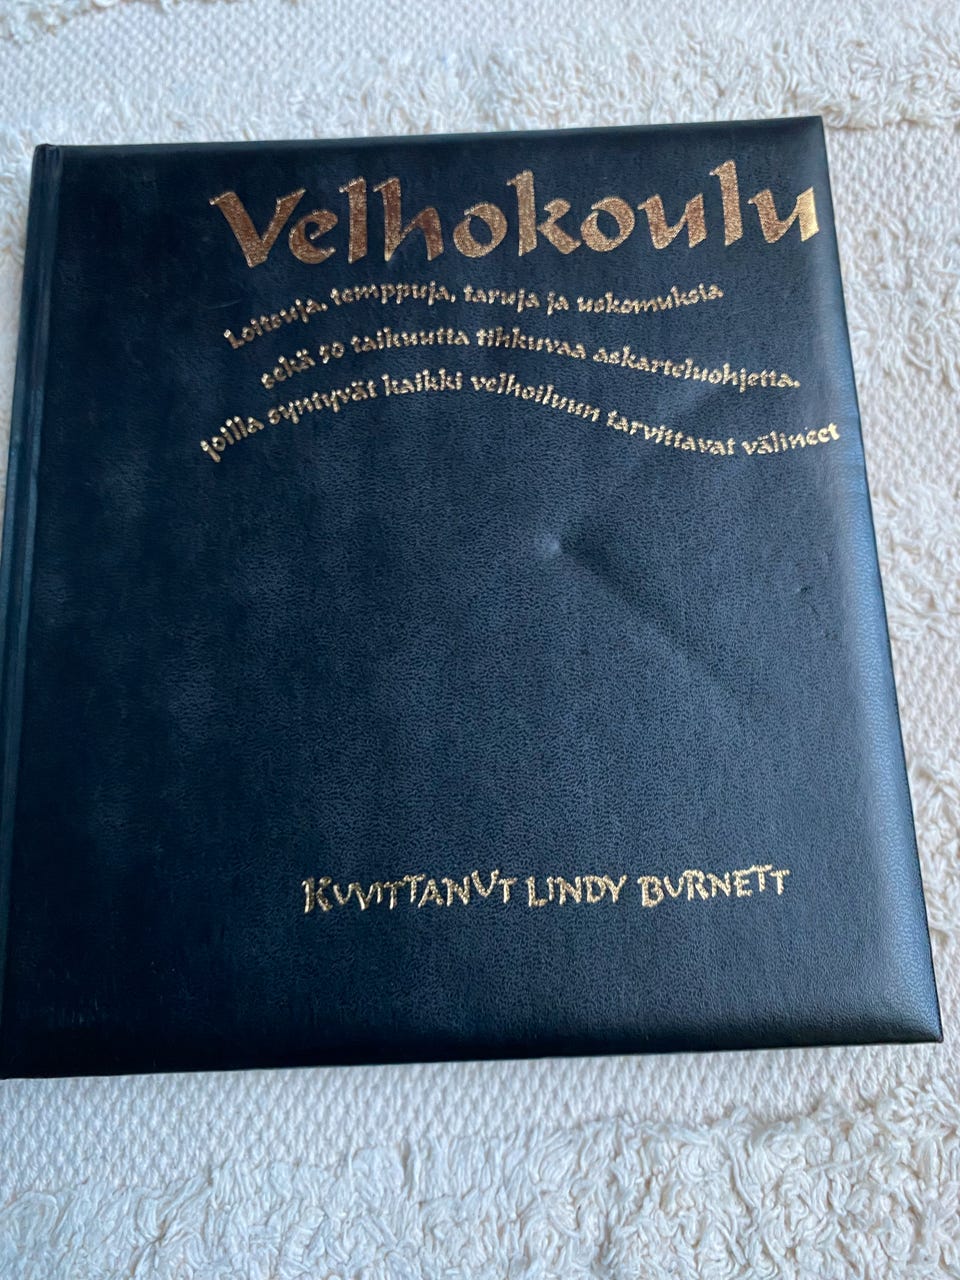 Velhokoulu
Loitsuja, temppuja, taruja ja uskomuksia
sekä 50 taikuutta tihkuvaa askarteluohjetta,
joilla syntyvät kaikki velhoiluun tarvittavat välineet
KUVITTANUT LINDY BURNETT